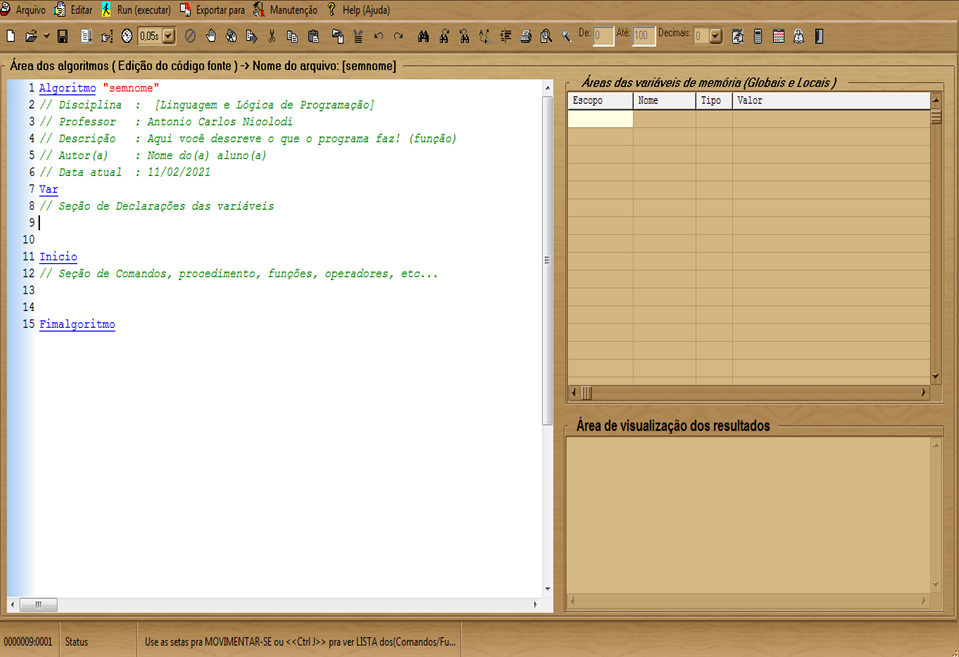 Arquivo Editar Run (executar) Exportar para Manutenção Help (Ajuda)
0,05s De: 0 Até: 100 Decimais: 0
Área dos algoritmos ( Edição do código fonte ) -> Nome do arquivo: [semnome]
1 Algoritmo "semnome"
2 // Disciplina : [Linguagem e Lógica de Programação]
3 // Professor : Antonio Carlos Nicolodi
4 // Descrição : Aqui você descreve o que o programa faz! (função)
5 // Autor(a) : Nome do(a) aluno(a)
6 // Data atual : 11/02/2021
7 Var
8 // Seção de Declarações das variáveis
9
10
11 Inicio
12 // Seção de Comandos, procedimento, funções, operadores, etc...
13
14
15 Fimalgoritmo
Áreas das variáveis de memória (Globais e Locais )
Escopo Nome Tipo Valor
Área de visualização dos resultados
0000009:0001 Status Use as setas pra MOVIMENTAR-SE ou <<Ctrl J>> pra ver LISTA dos(Comandos/Fu...